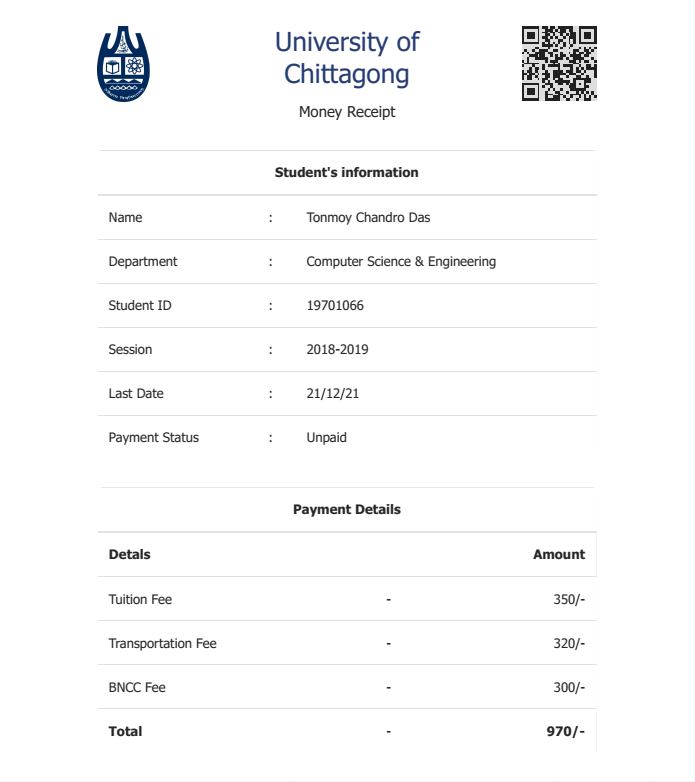 University of
Chittagong
Money Receipt
Student's information
Name : Tonmoy Chandro Das
Department : Computer Science & Engineering
Student ID : 19701066
Session : 2018-2019
Last Date : 21/12/21
Payment Status : Unpaid
Payment Details
Detals Amount
Tuition Fee - 350/-
Transportation Fee - 320/-
BNCC Fee - 300/-
Total - 970/-